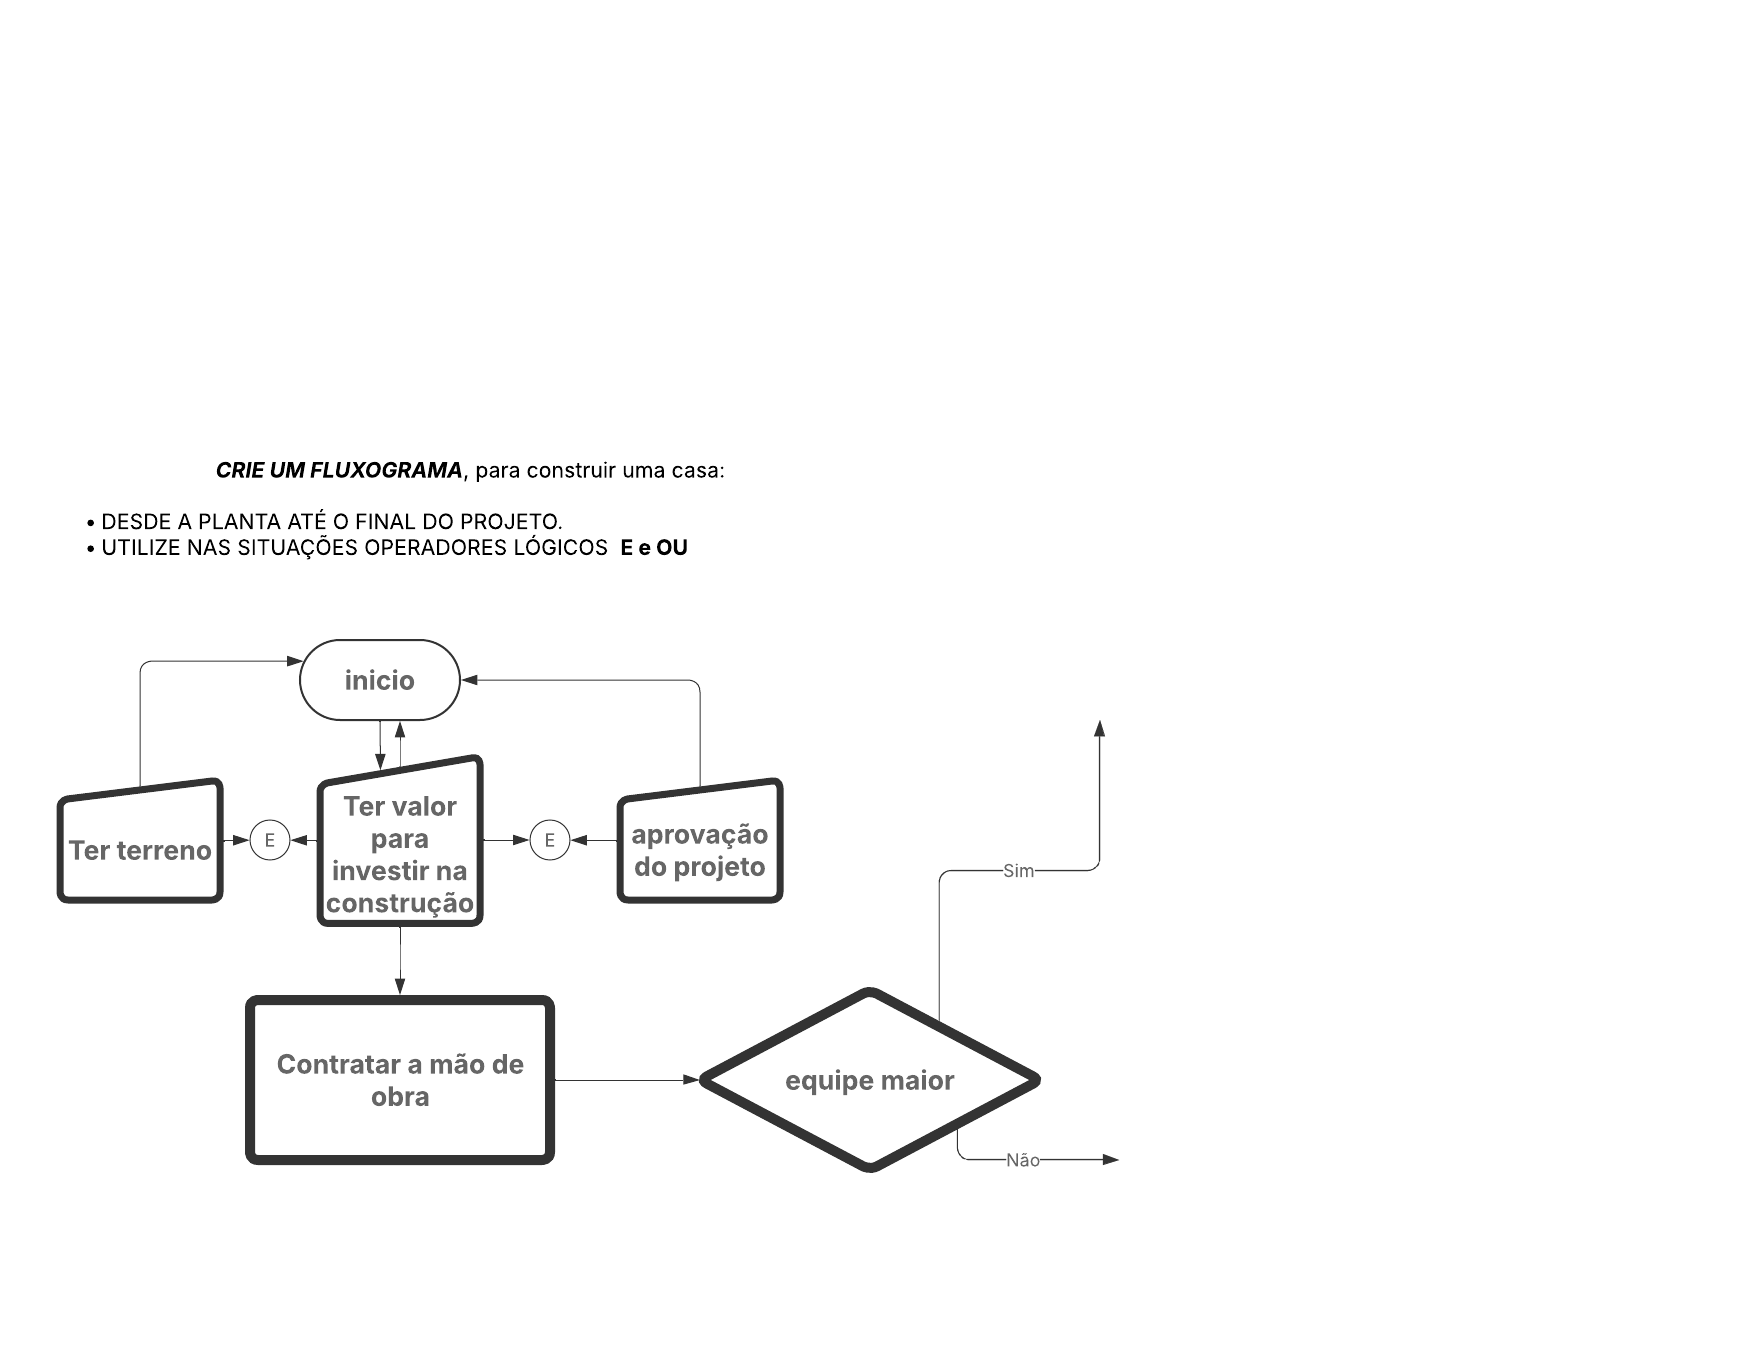 CRIE UM FLUXOGRAMA, para construir uma casa:
• DESDE A PLANTA ATÉ O FINAL DO PROJETO.
• UTILIZE NAS SITUAÇÕES OPERADORES LÓGICOS E e OU
inicio
Ter terreno
E
Ter valor
para
investir na
construção
E
aprovação
do projeto
Sim
Contratar a mão de
obra
equipe maior
Não